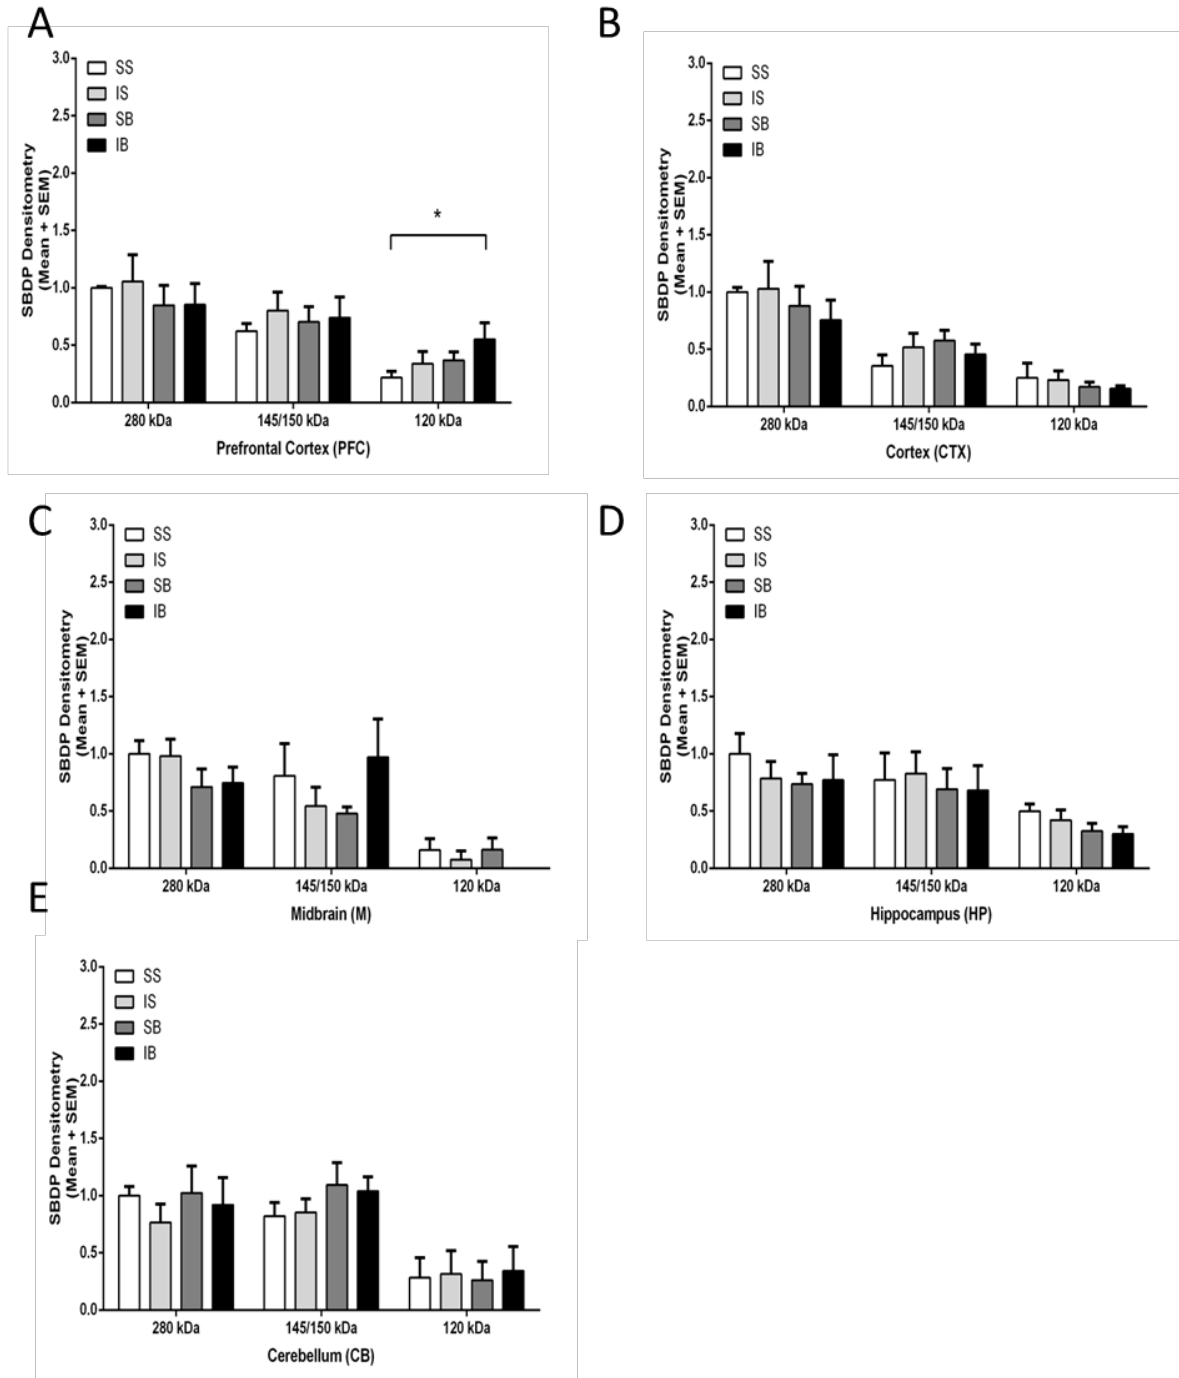 A
3.0
2.5
2.0
1.5
1.0
0.5
0.0
SBDP Densitometry
(Mean + SEM)
SS
IS
SB
IB
*
280 kDa
145/150 kDa
120 kDa
Prefrontal Cortex (PFC)
B
3.0
2.5
2.0
1.5
1.0
0.5
0.0
SBDP Densitometry
(Mean + SEM)
SS
IS
SB
IB
280 kDa
145/150 kDa
120 kDa
Cortex (CTX)
C
3.0
2.5
2.0
1.5
1.0
0.5
0.0
SBDP Densitometry
(Mean + SEM)
SS
IS
SB
IB
280 kDa
145/150 kDa
120 kDa
Midbrain (M)
D
3.0
2.5
2.0
1.5
1.0
0.5
0.0
SBDP Densitometry
(Mean + SEM)
SS
IS
SB
IB
280 kDa
145/150 kDa
120 kDa
Hippocampus (HP)
E
3.0
2.5
2.0
1.5
1.0
0.5
0.0
SBDP Densitometry
(Mean + SEM)
SS
IS
SB
IB
280 kDa
145/150 kDa
120 kDa
Cerebellum (CB)